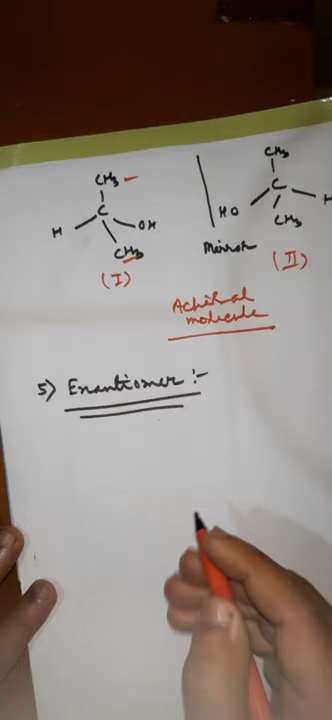 CH3
C
H
OH
CH3
(I)
Mirror
CH3
C
HO
H
CH3
(II)
Achiral
molecule
5) Enantiomer :-